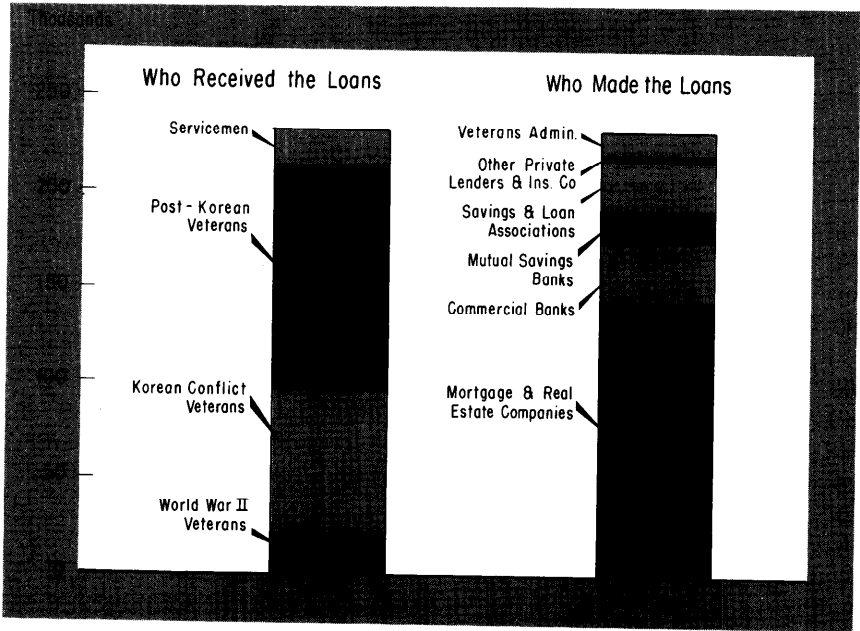 Thousands
Who Received the Loans
Who Made the Loans
250
Servicemen
Veterans Admin.
Other Private
Lenders & Ins. Co
200
Post-Korean
Veterans
Savings & Loan
Associations
Mutual Savings
Banks
150
Commercial Banks
100
Korean Conflict
Veterans
Mortgage & Real
Estate Companies
50
World War II
Veterans
0